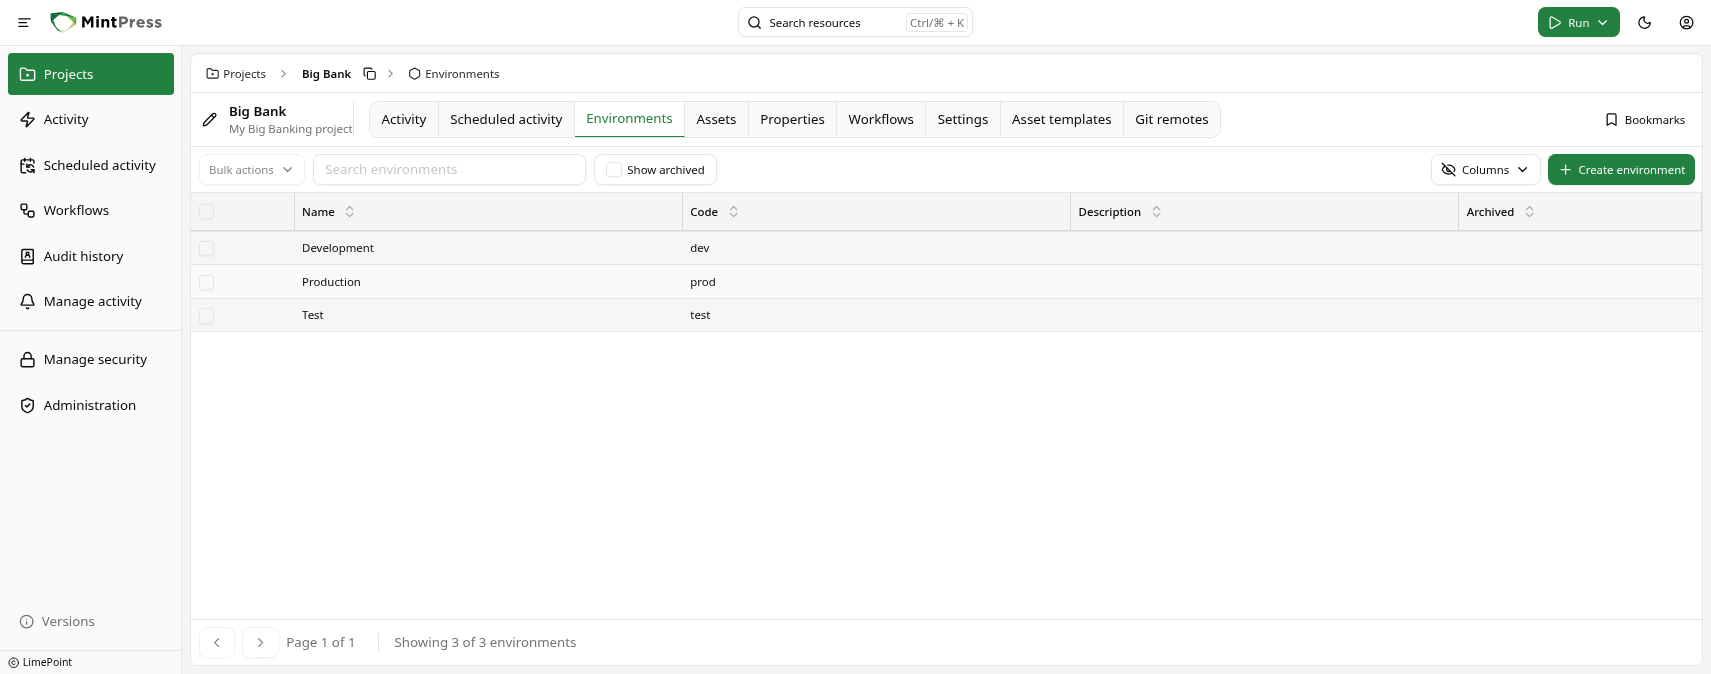 MintPress
Search resources Ctrl/⌘ + K
Run
Projects
Activity
Scheduled activity
Workflows
Audit history
Manage activity
Manage security
Administration
Versions
LimePoint
Projects Big Bank Environments
Big Bank
My Big Banking project
Activity Scheduled activity Environments Assets Properties Workflows Settings Asset templates Git remotes
Bookmarks
Bulk actions Search environments Show archived Columns Create environment
Name Code Description Archived
Development dev
Production prod
Test test
Page 1 of 1 Showing 3 of 3 environments